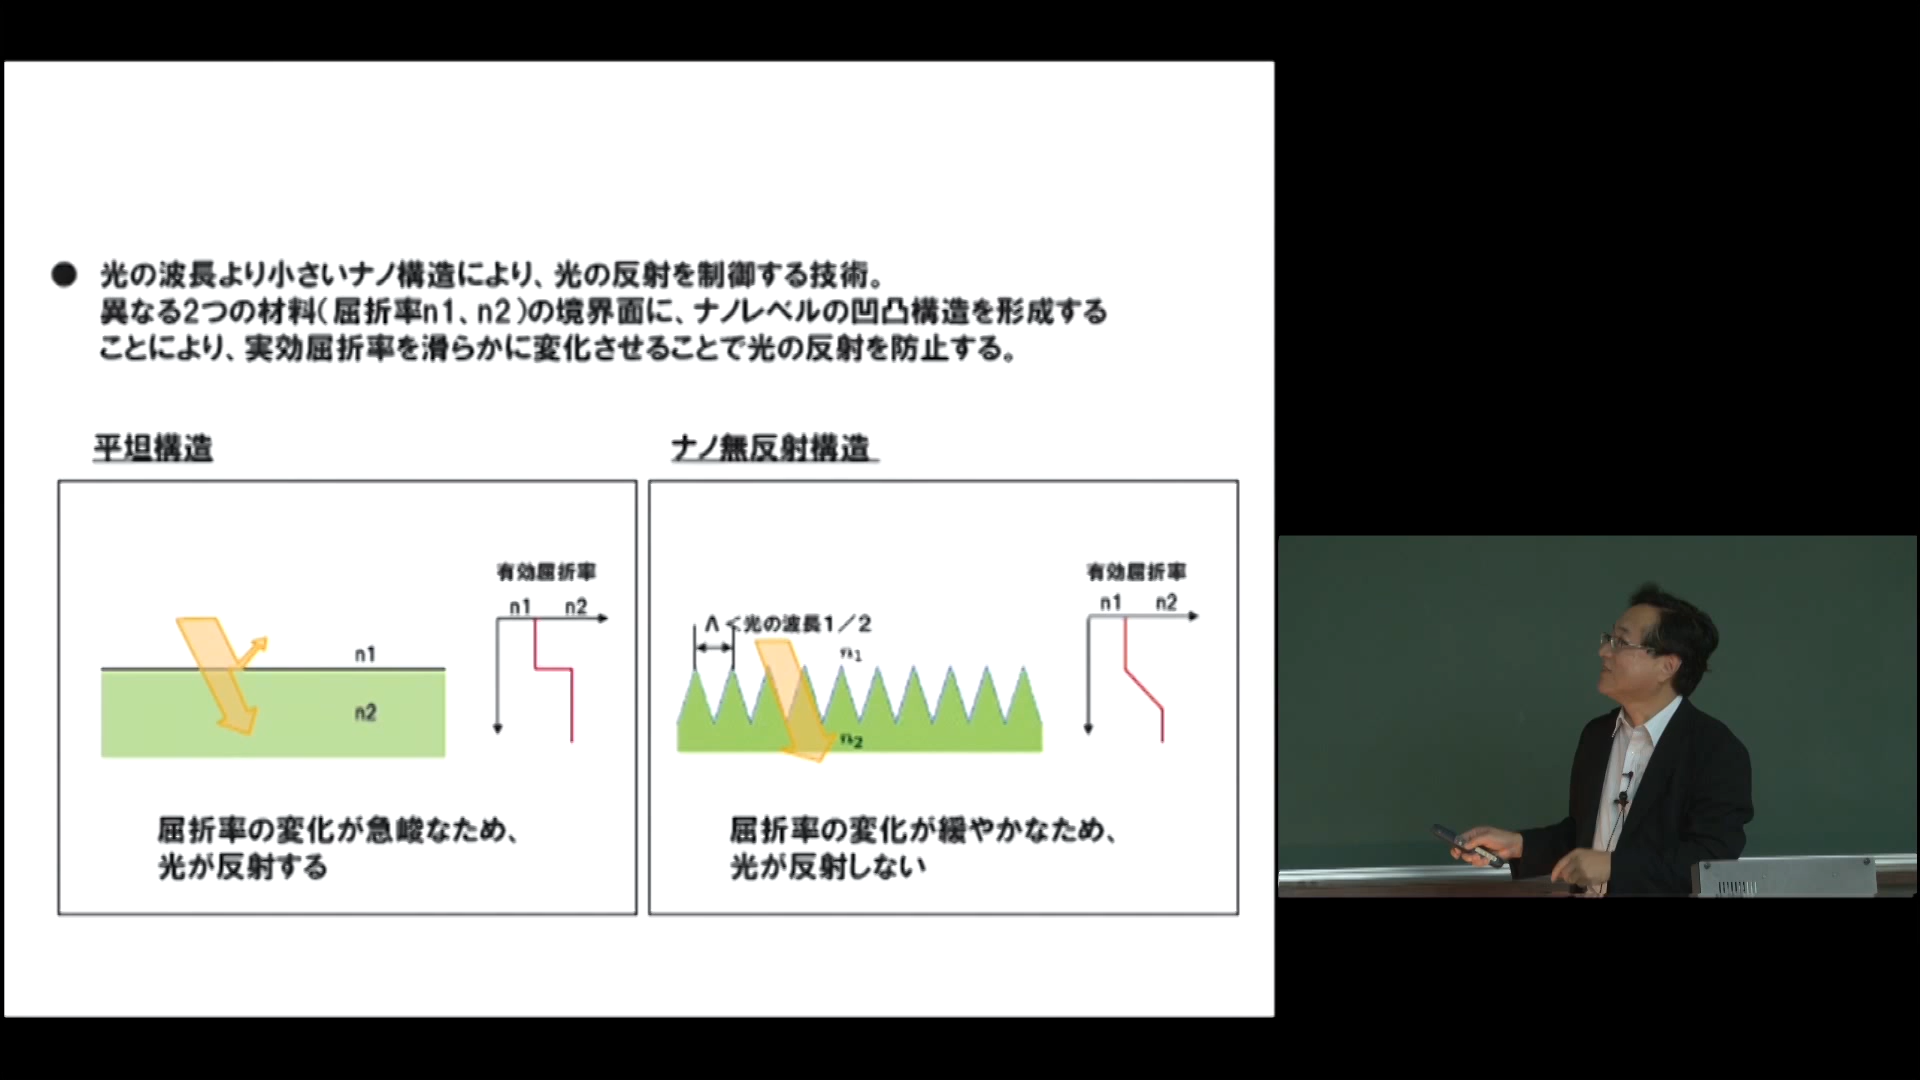 ● 光の波長より小さいナノ構造により、光の反射を制御する技術。
異なる2つの材料(屈折率n1、n2)の境界面に、ナノレベルの凹凸構造を形成する
ことにより、実効屈折率を滑らかに変化させることで光の反射を防止する。
平坦構造
有効屈折率
n1 n2
n1
n2
屈折率の変化が急峻なため、
光が反射する
ナノ無反射構造
有効屈折率
n1 n2
Λ<光の波長1/2
n1
n2
屈折率の変化が緩やかなため、
光が反射しない